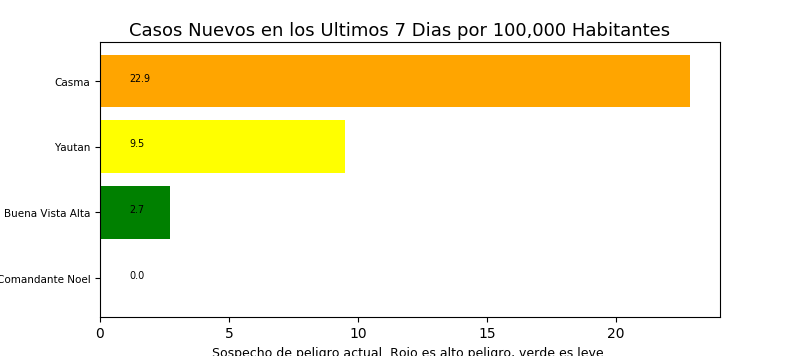 Casos Nuevos en los Ultimos 7 Dias por 100,000 Habitantes
Casma 22.9
Yautan 9.5
Buena Vista Alta 2.7
Comandante Noel 0.0
0 5 10 15 20
Sospecho de peligro actual. Rojo es alto peligro, verde es leve